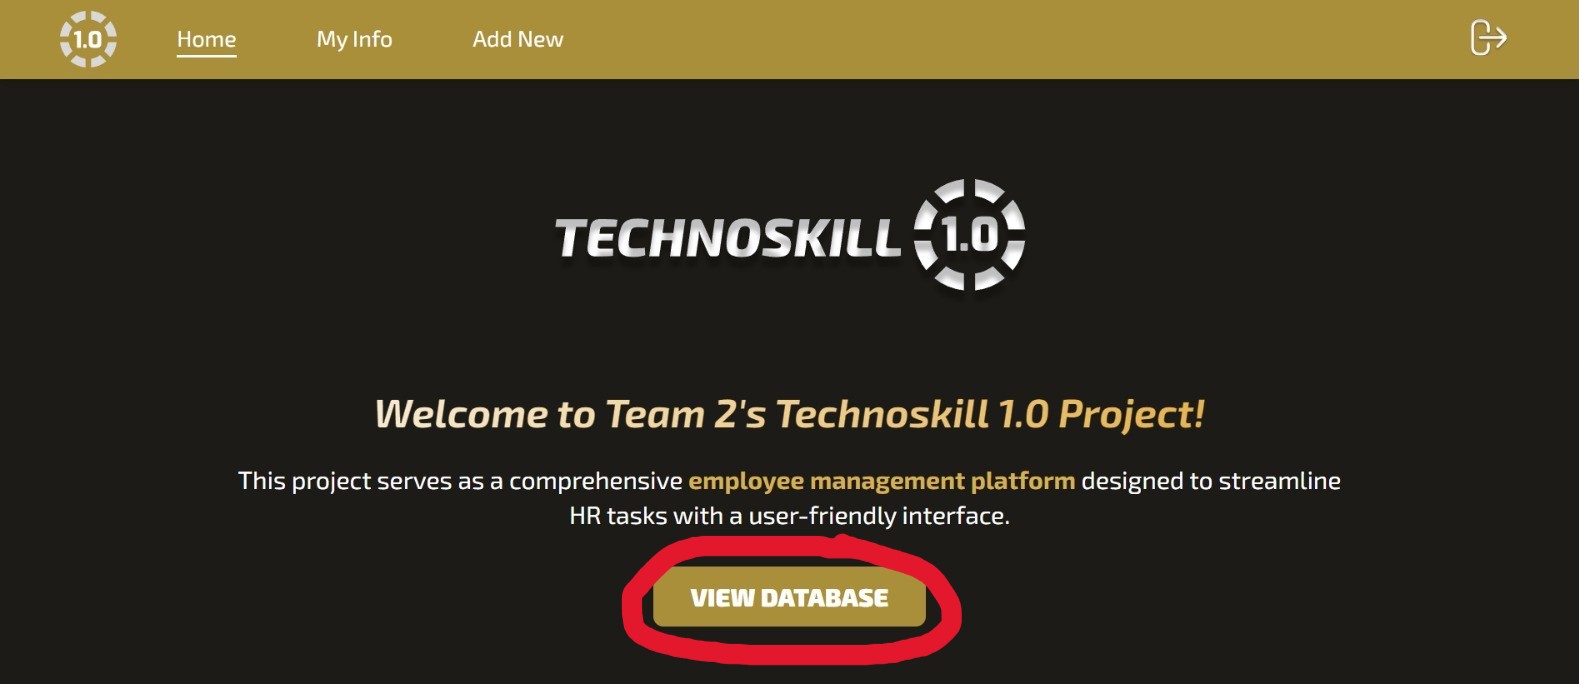 1.0
Home
My Info
Add New
TECHNOSKILL 1.0
Welcome to Team 2's Technoskill 1.0 Project!
This project serves as a comprehensive employee management platform designed to streamline
HR tasks with a user-friendly interface.
VIEW DATABASE